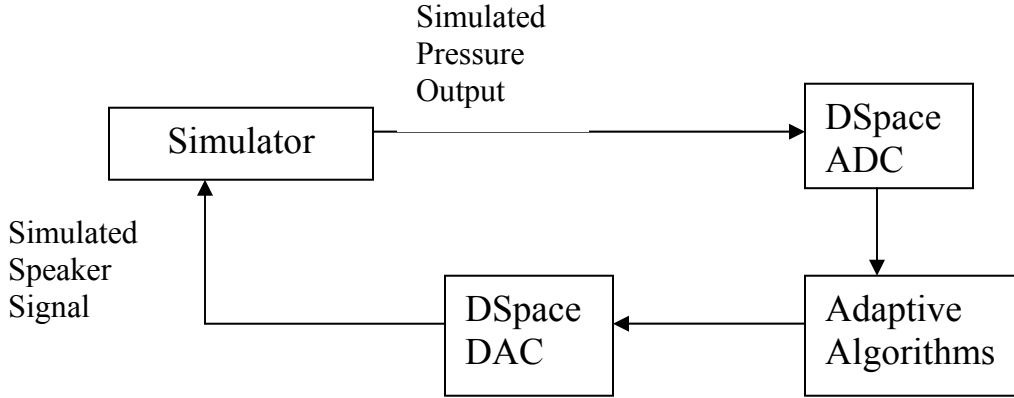 Simulated
Pressure
Output
Simulator
DSpace
ADC
Simulated
Speaker
Signal
DSpace
DAC
Adaptive
Algorithms